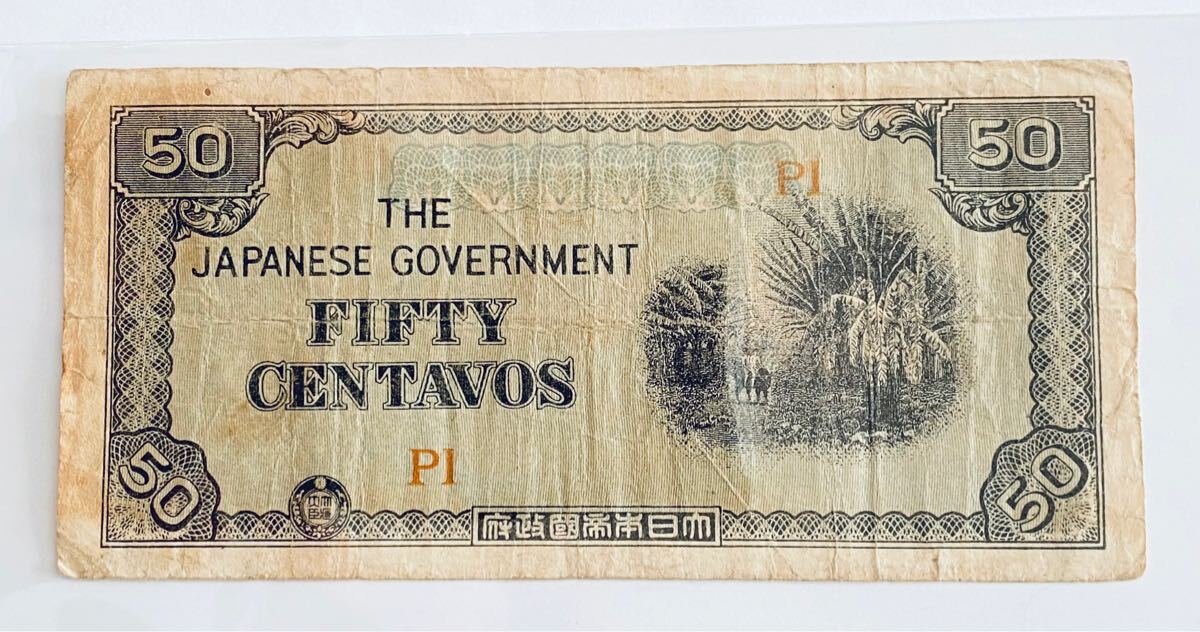 50
50
PI
THE
JAPANESE GOVERNMENT
FIFTY
CENTAVOS
PI
50
50
府政國帝本日大